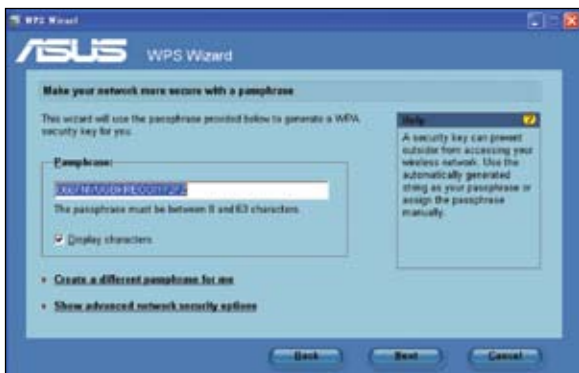 WPS Wizard
ASUS WPS Wizard
Make your network more secure with a passphrase
This wizard will use the passphrase provided below to generate a WPA
security key for you.
Passphrase:
The passphrase must be between 8 and 63 characters
Display characters
Create a different passphrase for me
Show advanced network security options
Help
A security key can prevent
outsider from accessing your
wireless network. Use the
automatically generated
string as your passphrase or
assign the passphrase
manually.
Back
Next
Cancel